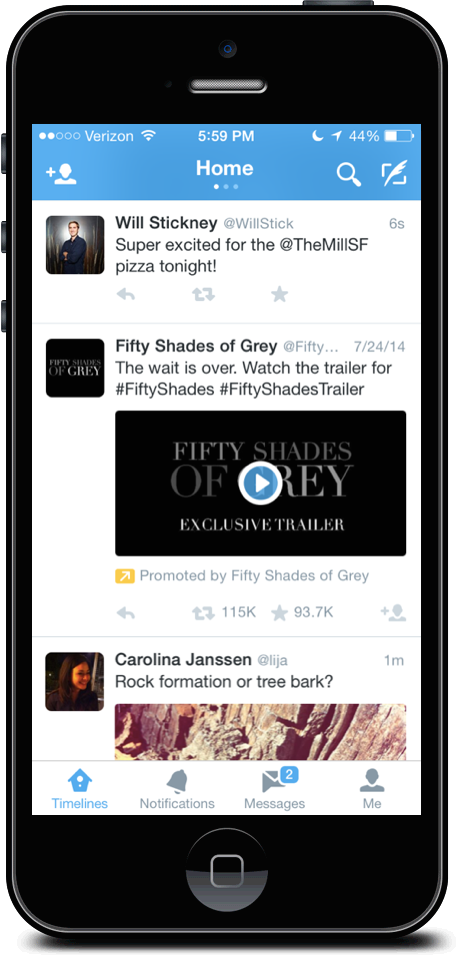 Verizon 5:59 PM 44%
Home
Will Stickney @WillStick 6s
Super excited for the @TheMillSF
pizza tonight!
Fifty Shades of Grey @Fifty... 7/24/14
FIFTY SHADES
OF GREY
The wait is over. Watch the trailer for
#FiftyShades #FiftyShadesTrailer
FIFTY SHADES
OF GREY
EXCLUSIVE TRAILER
Promoted by Fifty Shades of Grey
115K 93.7K
Carolina Janssen @lija 1m
Rock formation or tree bark?
2
Timelines Notifications Messages Me